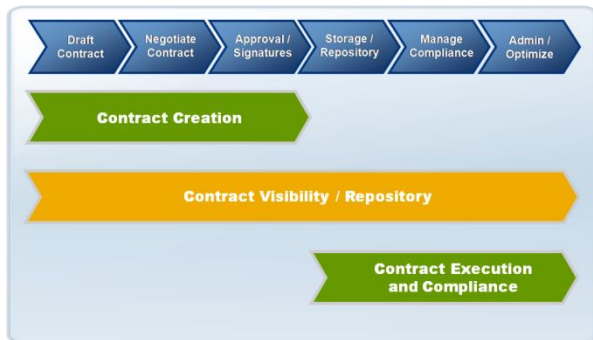 Draft
Contract
Negotiate
Contract
Approval /
Signatures
Storage /
Repository
Manage
Compliance
Admin /
Optimize
Contract Creation
Contract Visibility / Repository
Contract Execution
and Compliance